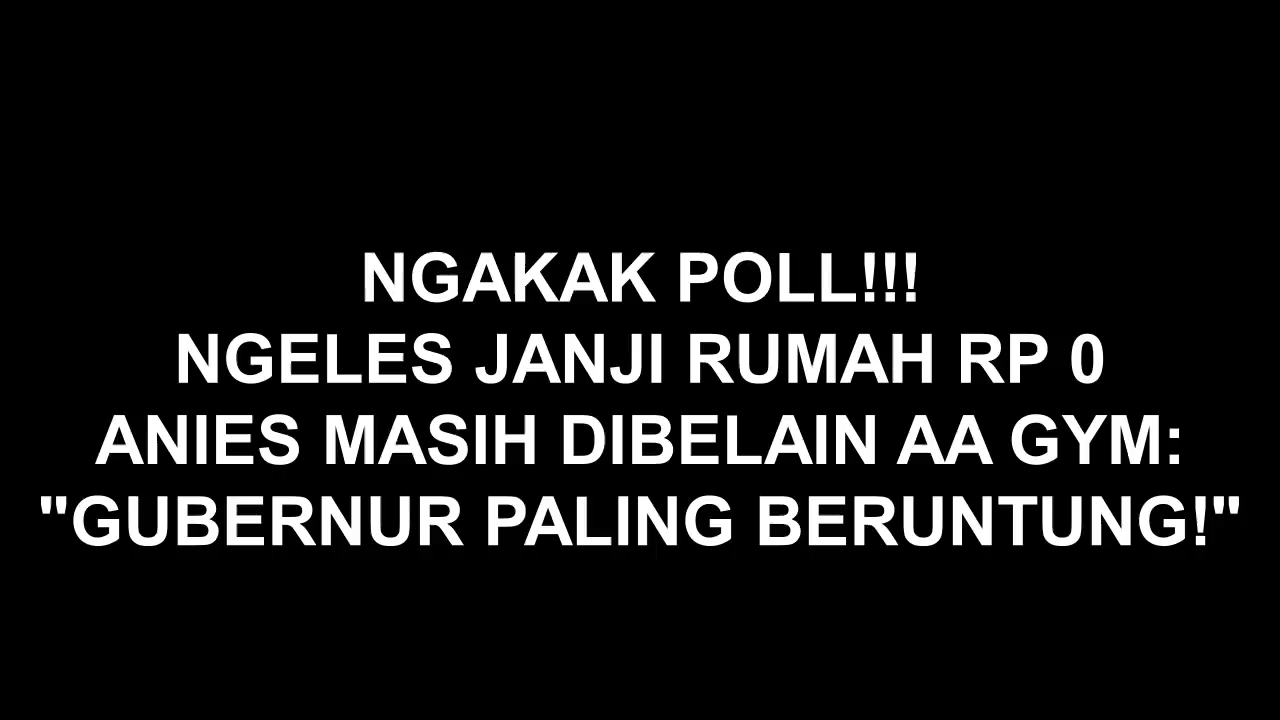 NGAKAK POLL!!!
NGELES JANJI RUMAH RP 0
ANIES MASIH DIBELAIN AA GYM:
"GUBERNUR PALING BERUNTUNG!"